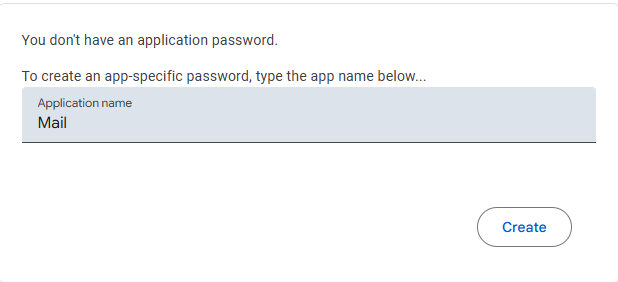 You don't have an application password.
To create an app-specific password, type the app name below...
Application name
Mail
Create